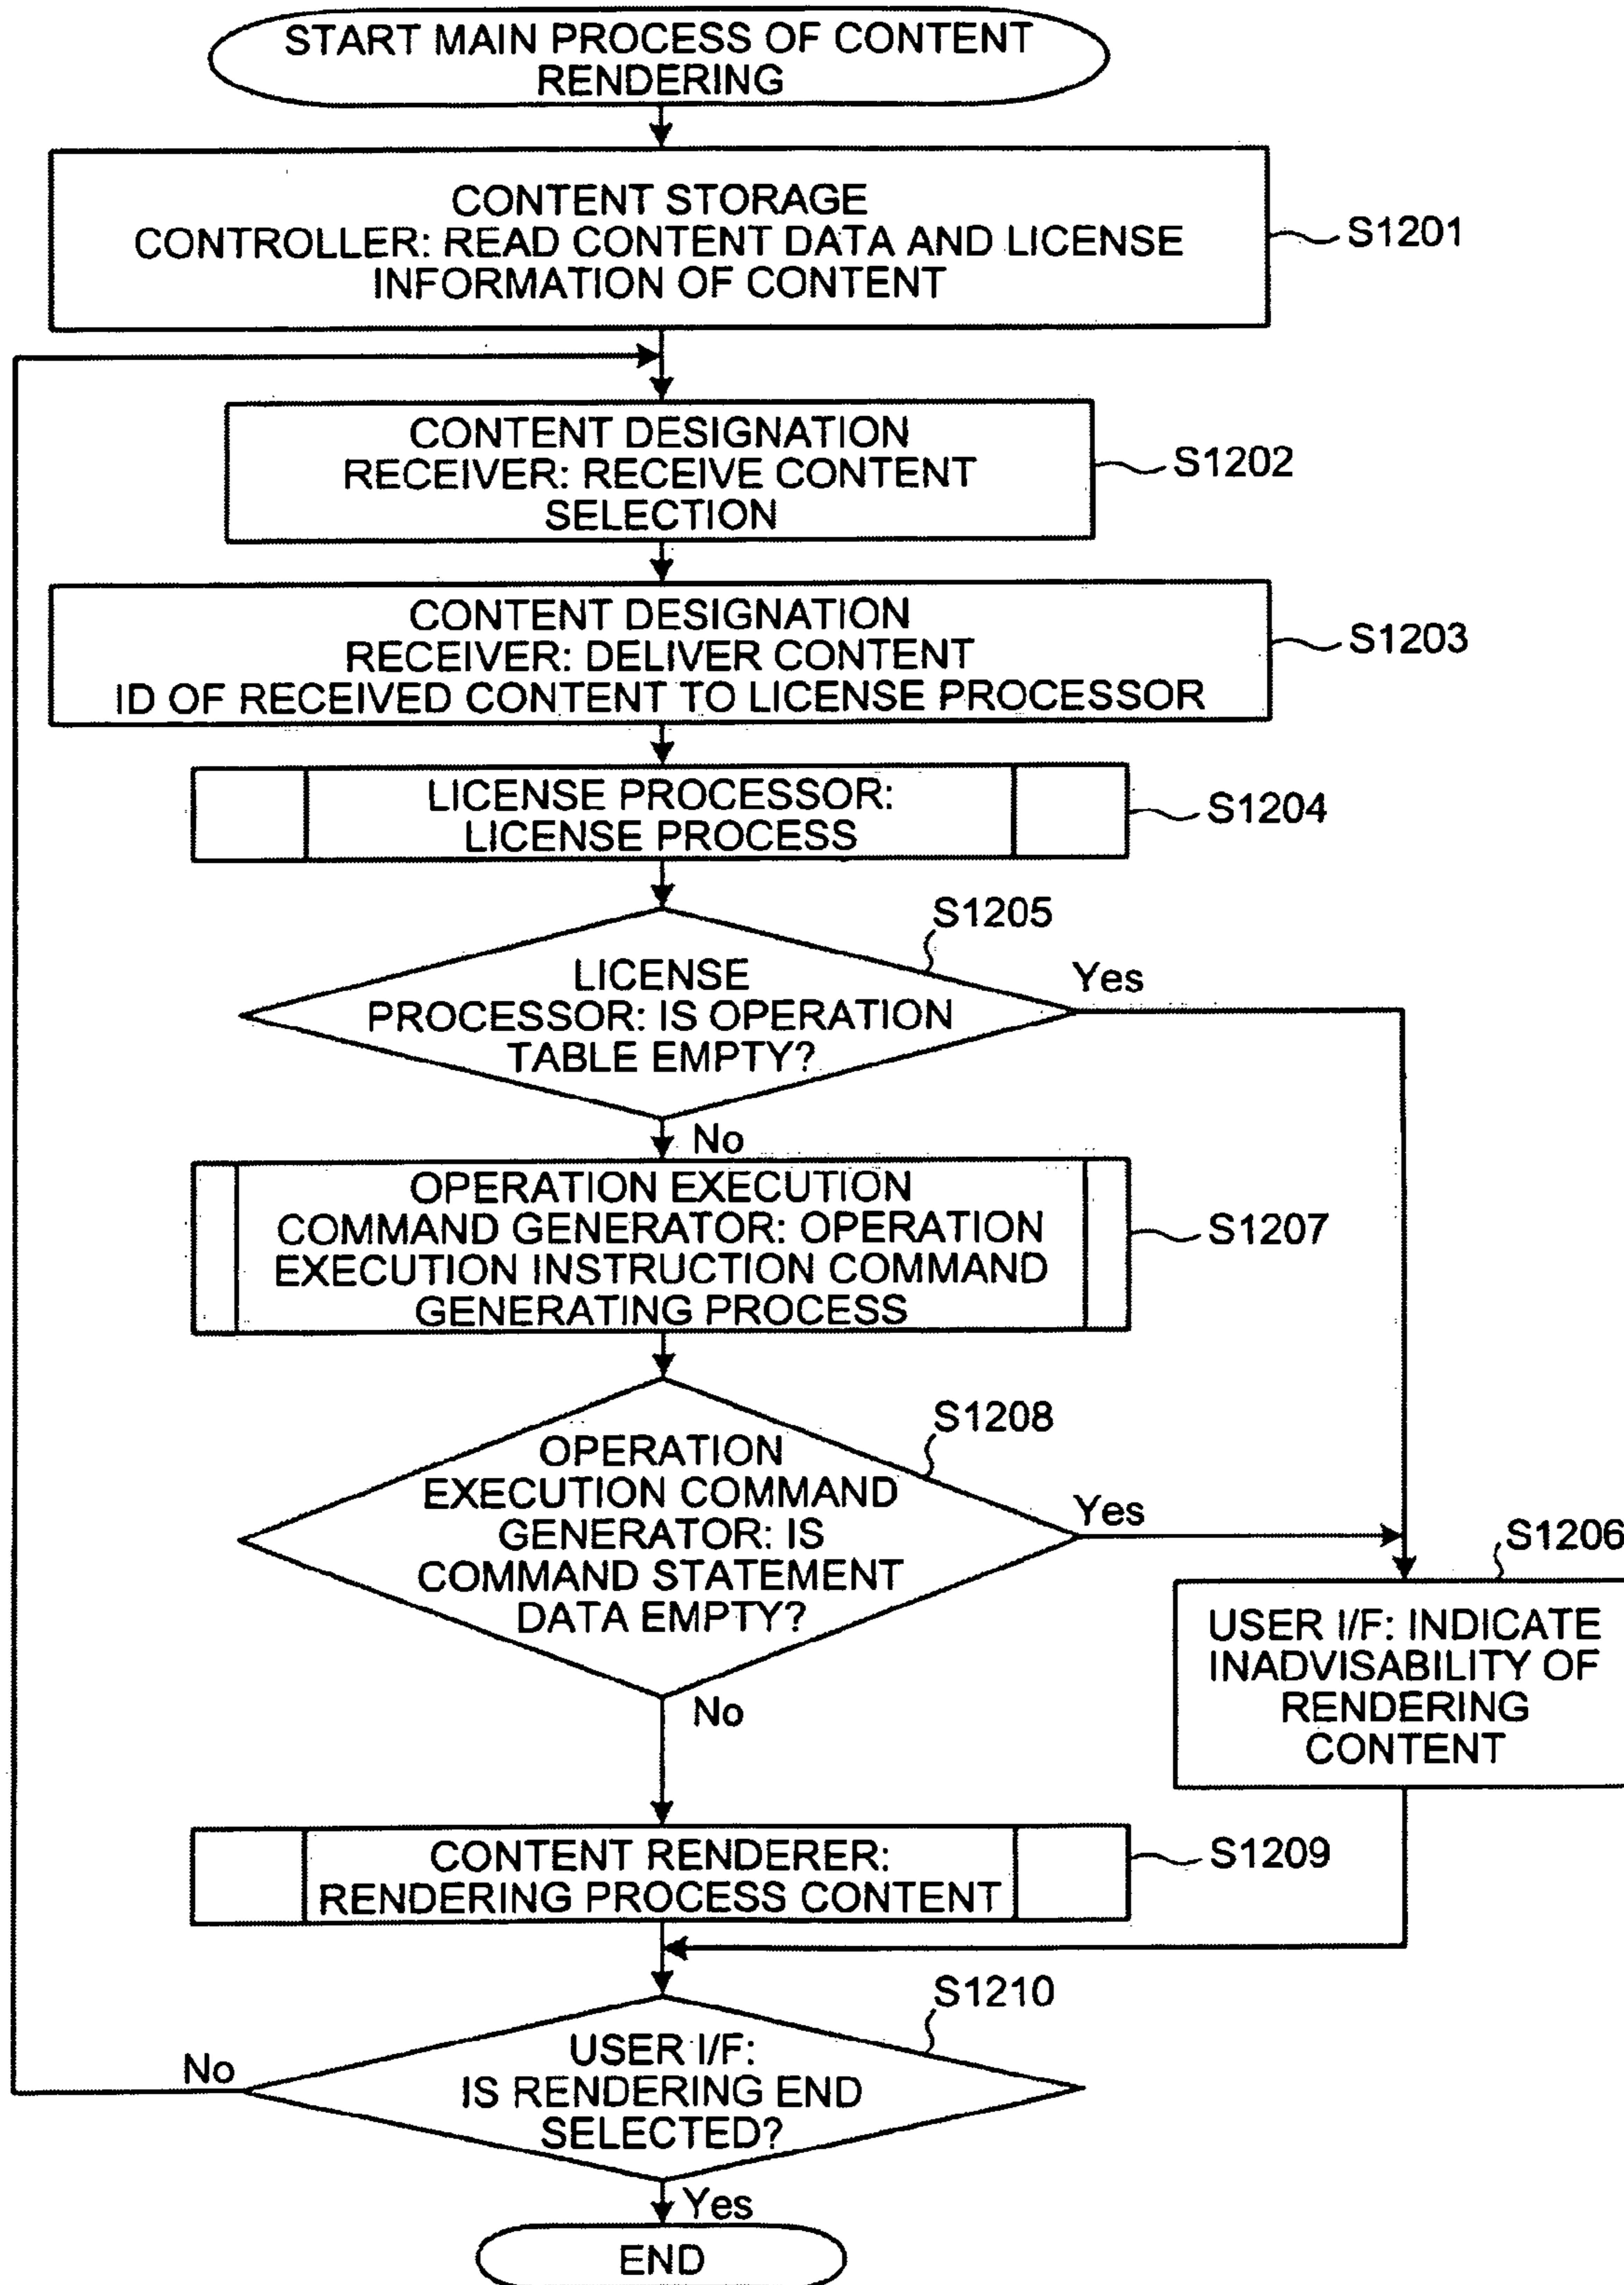 START MAIN PROCESS OF CONTENT
RENDERING
CONTENT STORAGE
CONTROLLER: READ CONTENT DATA AND LICENSE
INFORMATION OF CONTENT
S1201
CONTENT DESIGNATION
RECEIVER: RECEIVE CONTENT
SELECTION
S1202
CONTENT DESIGNATION
RECEIVER: DELIVER CONTENT
ID OF RECEIVED CONTENT TO LICENSE PROCESSOR
S1203
LICENSE PROCESSOR:
LICENSE PROCESS
S1204
S1205
LICENSE
PROCESSOR: IS OPERATION
TABLE EMPTY?
Yes
No
OPERATION EXECUTION
COMMAND GENERATOR: OPERATION
EXECUTION INSTRUCTION COMMAND
GENERATING PROCESS
S1207
S1208
OPERATION
EXECUTION COMMAND
GENERATOR: IS
COMMAND STATEMENT
DATA EMPTY?
Yes
No
S1206
USER I/F: INDICATE
INADVISABILITY OF
RENDERING
CONTENT
CONTENT RENDERER:
RENDERING PROCESS CONTENT
S1209
S1210
USER I/F:
IS RENDERING END
SELECTED?
No
Yes
END